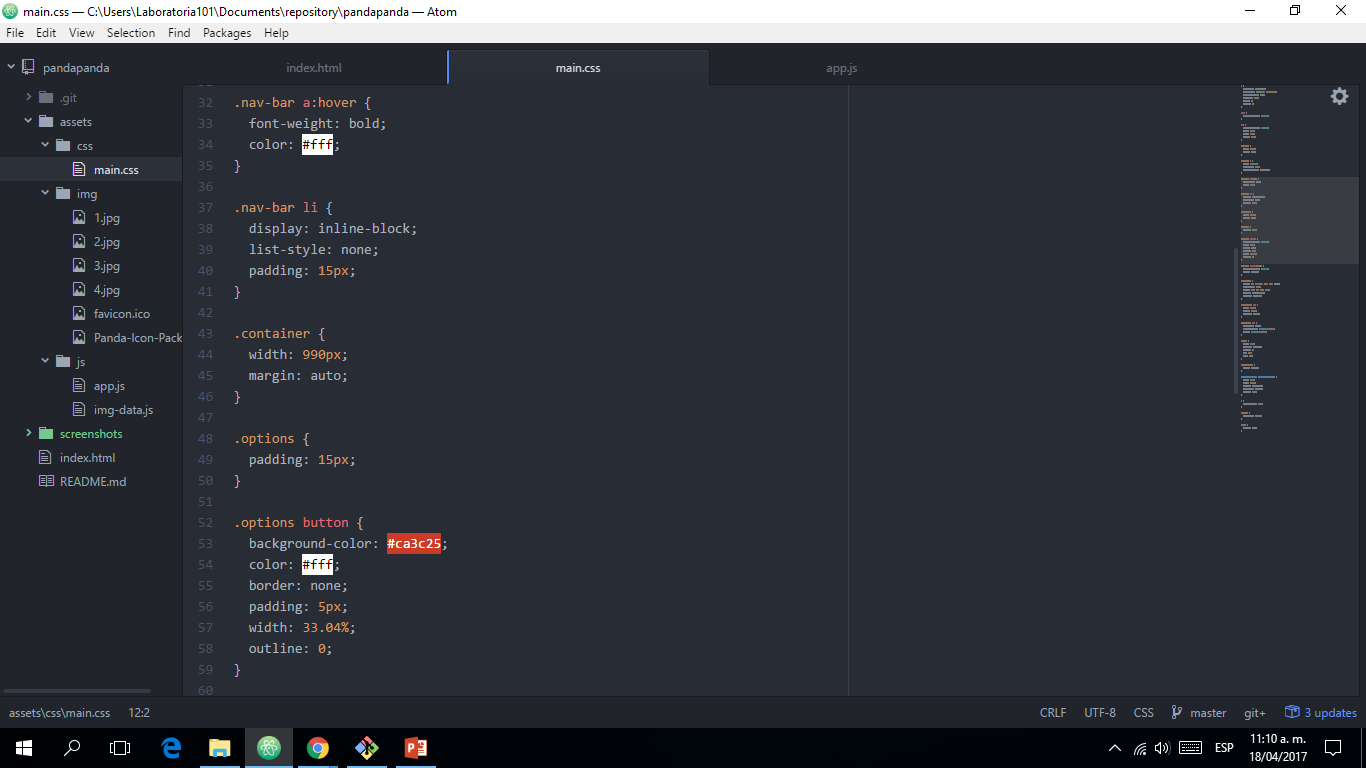 main.css — C:\Users\Laboratoria101\Documents\repository\pandapanda — Atom
File Edit View Selection Find Packages Help
pandapanda
.git
assets
css
main.css
img
1.jpg
2.jpg
3.jpg
4.jpg
favicon.ico
Panda-Icon-Pack
js
app.js
img-data.js
screenshots
index.html
README.md
index.html main.css app.js
32 .nav-bar a:hover {
33 font-weight: bold;
34 color: #fff;
35 }
36
37 .nav-bar li {
38 display: inline-block;
39 list-style: none;
40 padding: 15px;
41 }
42
43 .container {
44 width: 990px;
45 margin: auto;
46 }
47
48 .options {
49 padding: 15px;
50 }
51
52 .options button {
53 background-color: #ca3c25;
54 color: #fff;
55 border: none;
56 padding: 5px;
57 width: 33.04%;
58 outline: 0;
59 }
60
assets\css\main.css 12:2 CRLF UTF-8 CSS master git+ 3 updates
ESP 11:10 a. m.
18/04/2017